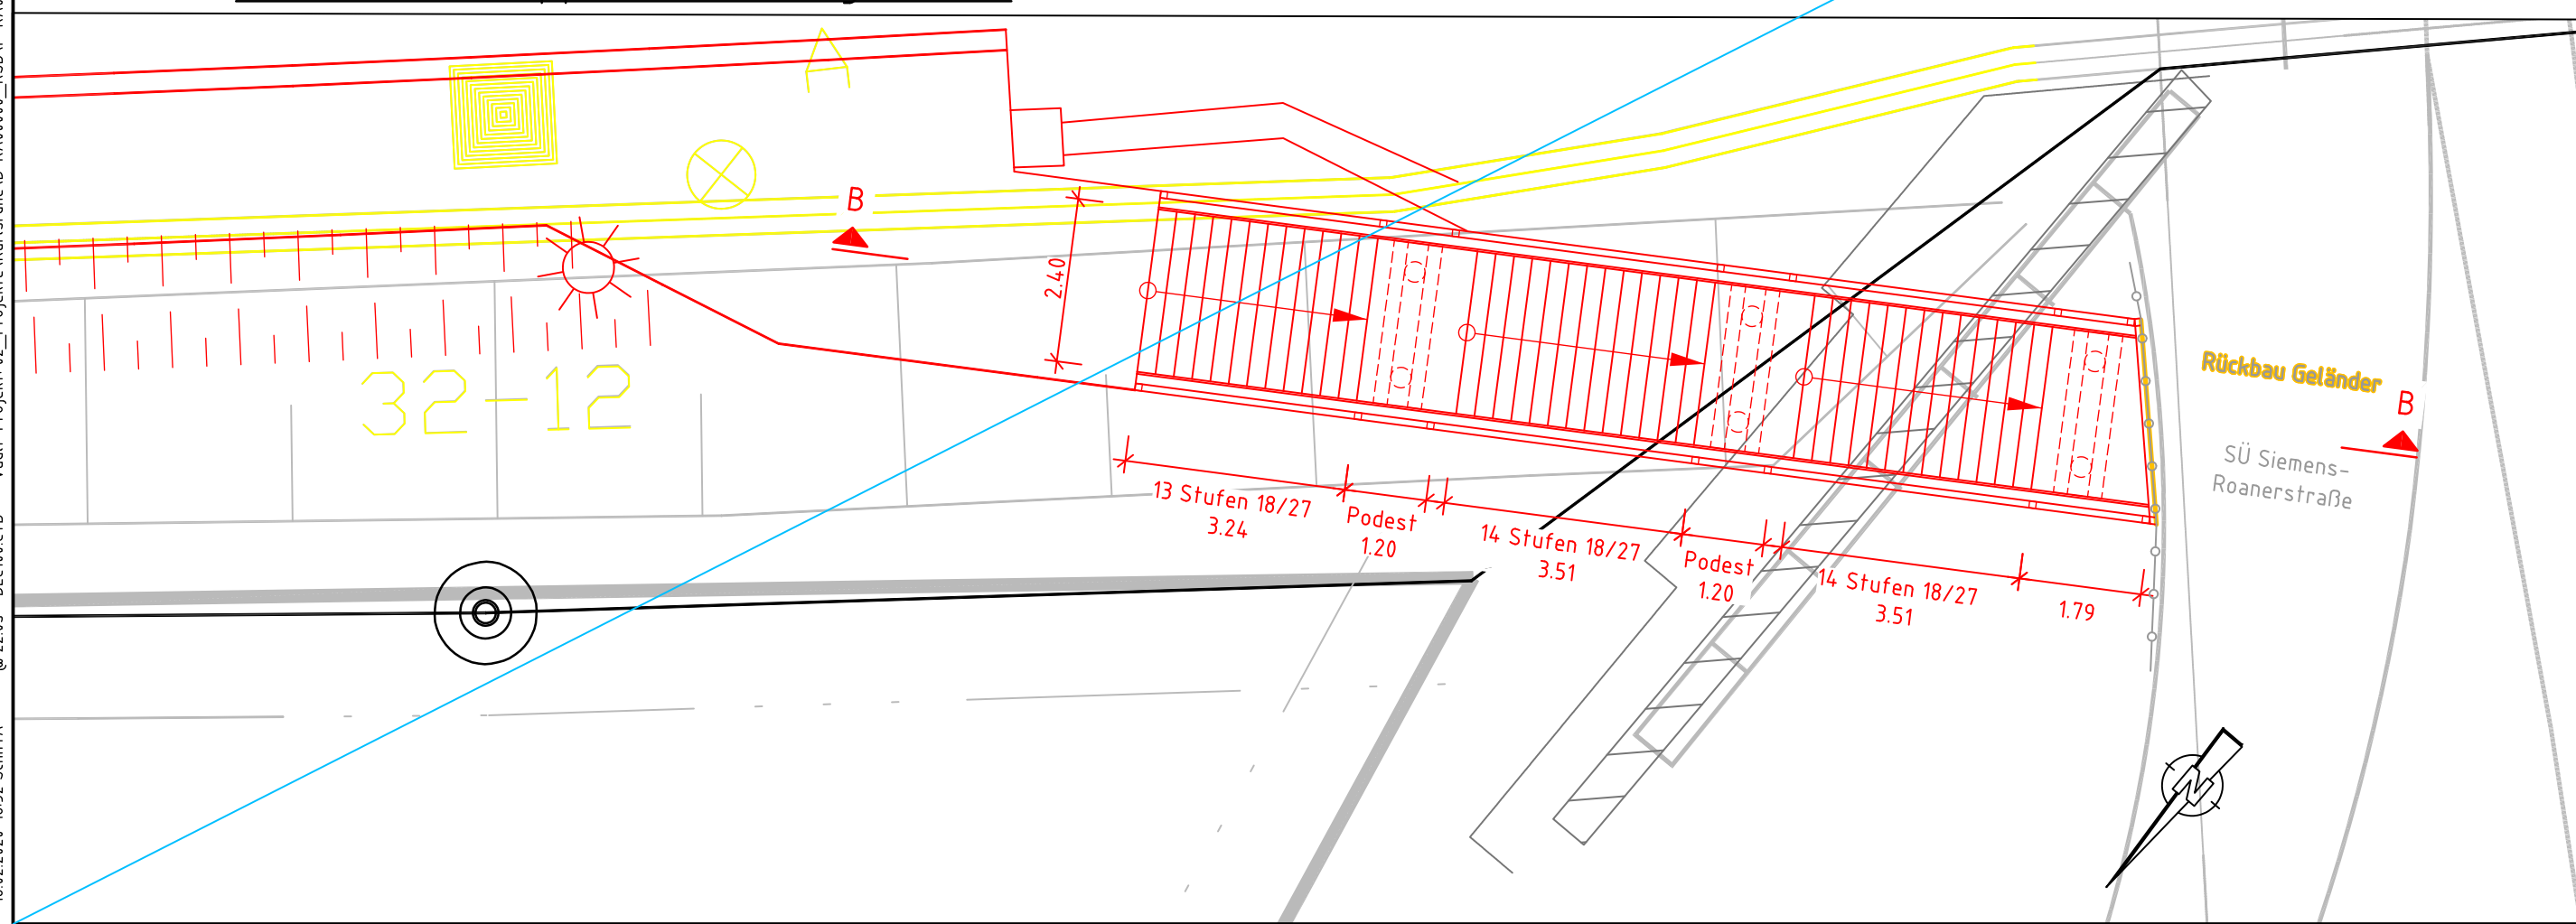 B
2.40
32-12
Rückbau Geländer
B
SÜ Siemens-
Roanerstraße
13 Stufen 18/27
3.24
Podest
1.20
14 Stufen 18/27
3.51
Podest
1.20
14 Stufen 18/27
3.51
1.79
N